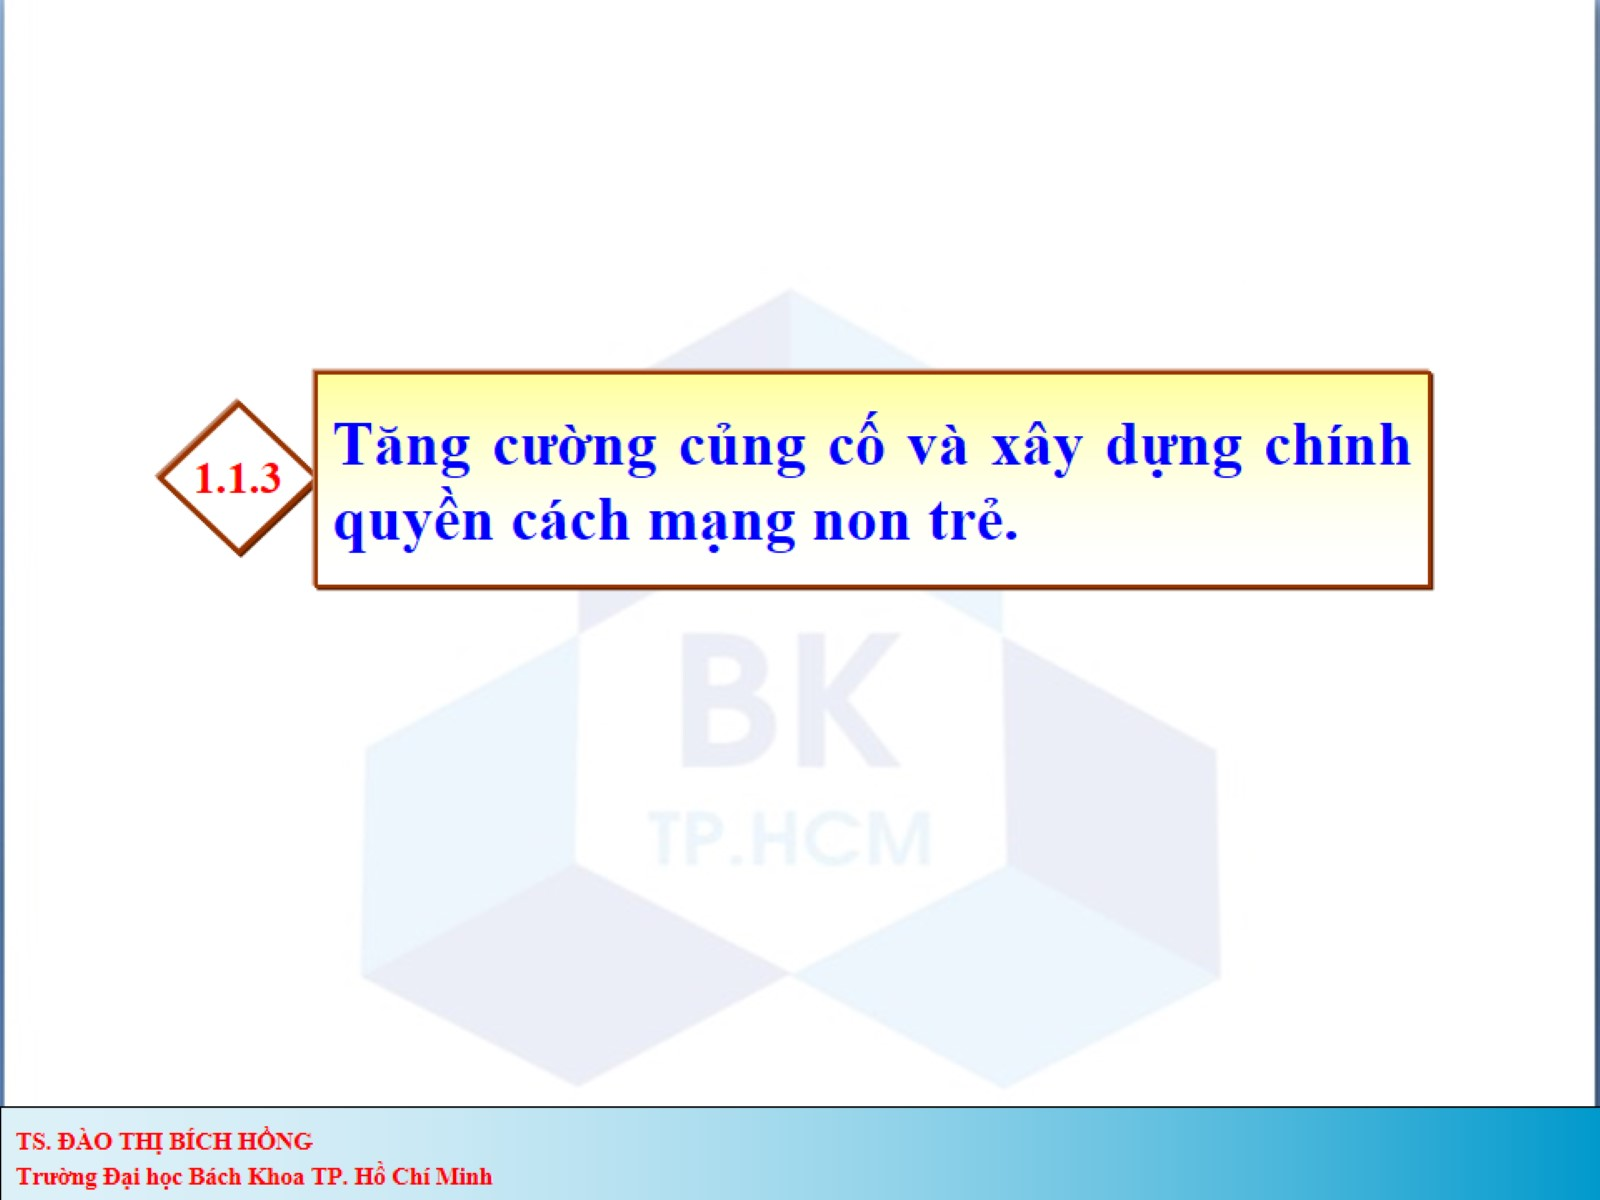 1.1.3
Tăng cường củng cố và xây dựng chính
quyền cách mạng non trẻ.
BK
TP.HCM
TS. ĐÀO THỊ BÍCH HỒNG
Trường Đại học Bách Khoa TP. Hồ Chí Minh